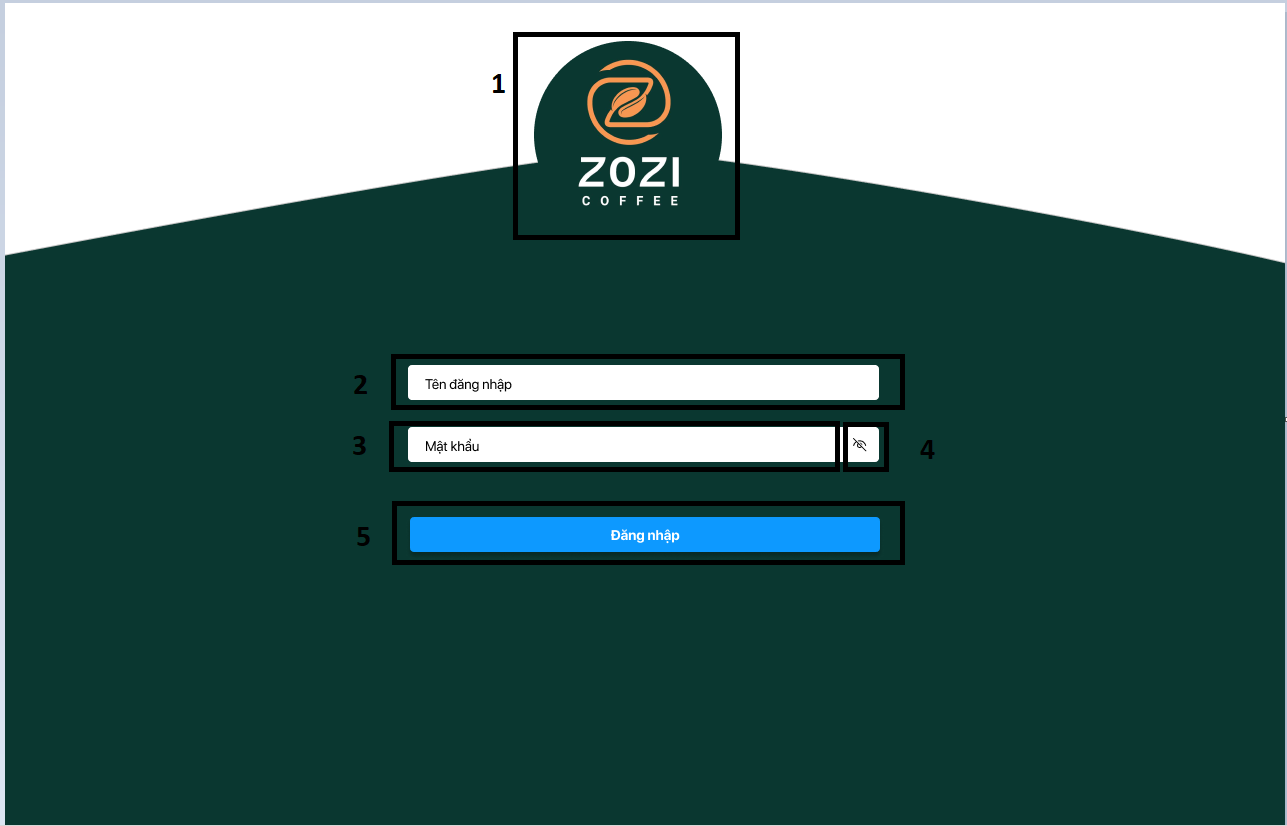 1
ZOZI
COFFEE
2
Tên đăng nhập
3
Mật khẩu
4
5
Đăng nhập